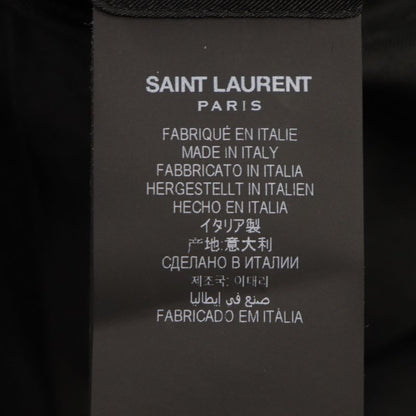 SAINT LAURENT
PARIS
FABRIQUÉ EN ITALIE
MADE IN ITALY
FABBRICATO IN ITALIA
HERGESTELLT IN ITALIEN
HECHO EN ITALIA
イタリア製
产地:意大利
СДЕЛАНО В ИТАЛИИ
제조국: 이태리
صنع في إيطاليا
FABRICADO EM ITÀLIA